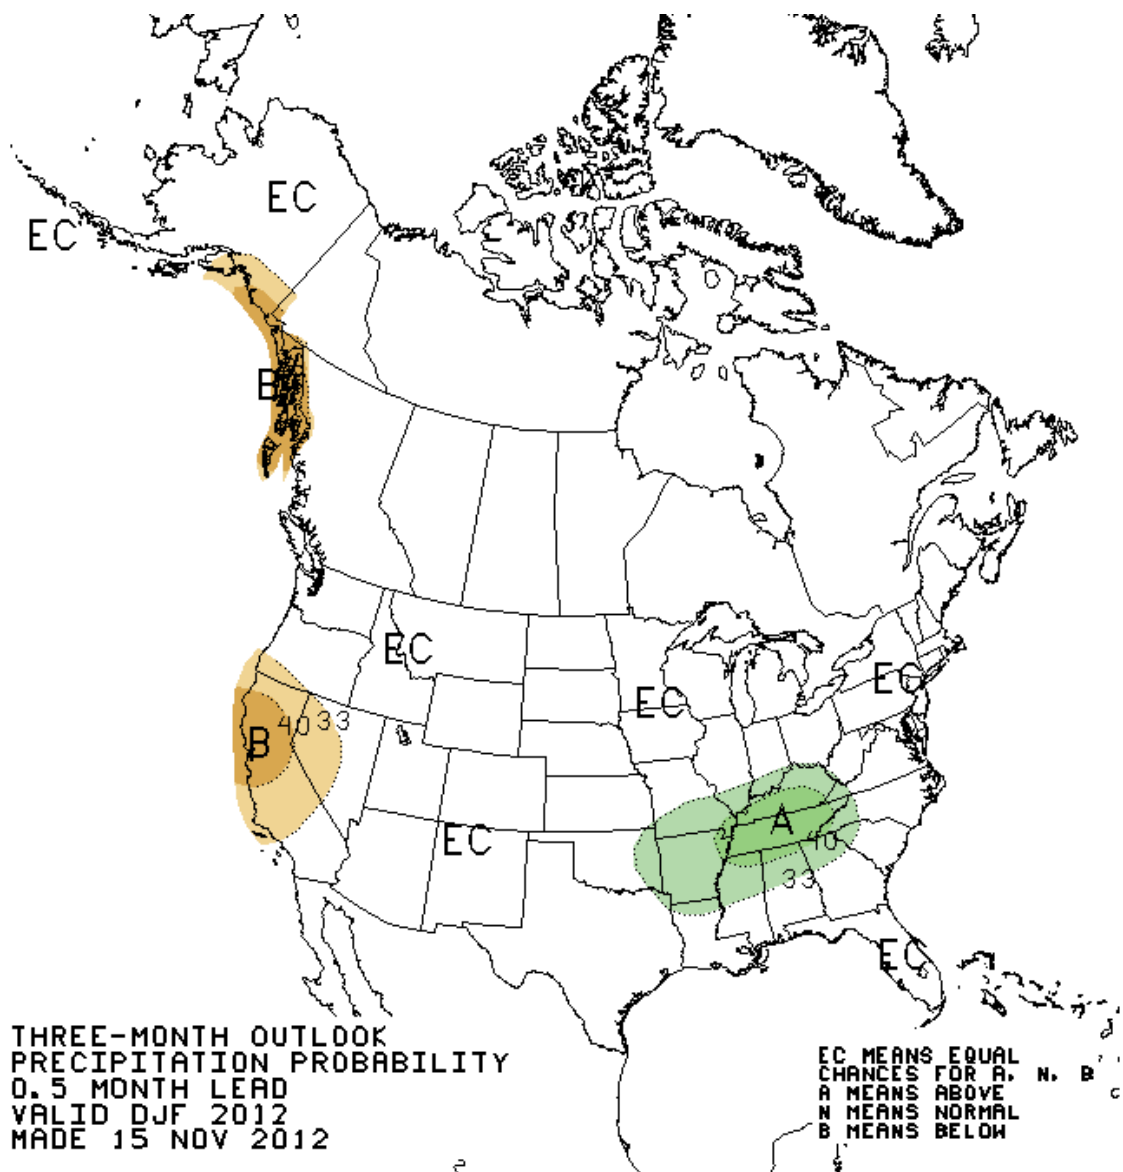 EC
EC
B
EC
EC
EC
40 33
B
A
40
EC
33
EC
THREE-MONTH OUTLOOK
PRECIPITATION PROBABILITY
0.5 MONTH LEAD
VALID DJF 2012
MADE 15 NOV 2012
EC MEANS EQUAL
CHANCES FOR A, N, B
A MEANS ABOVE
N MEANS NORMAL
B MEANS BELOW